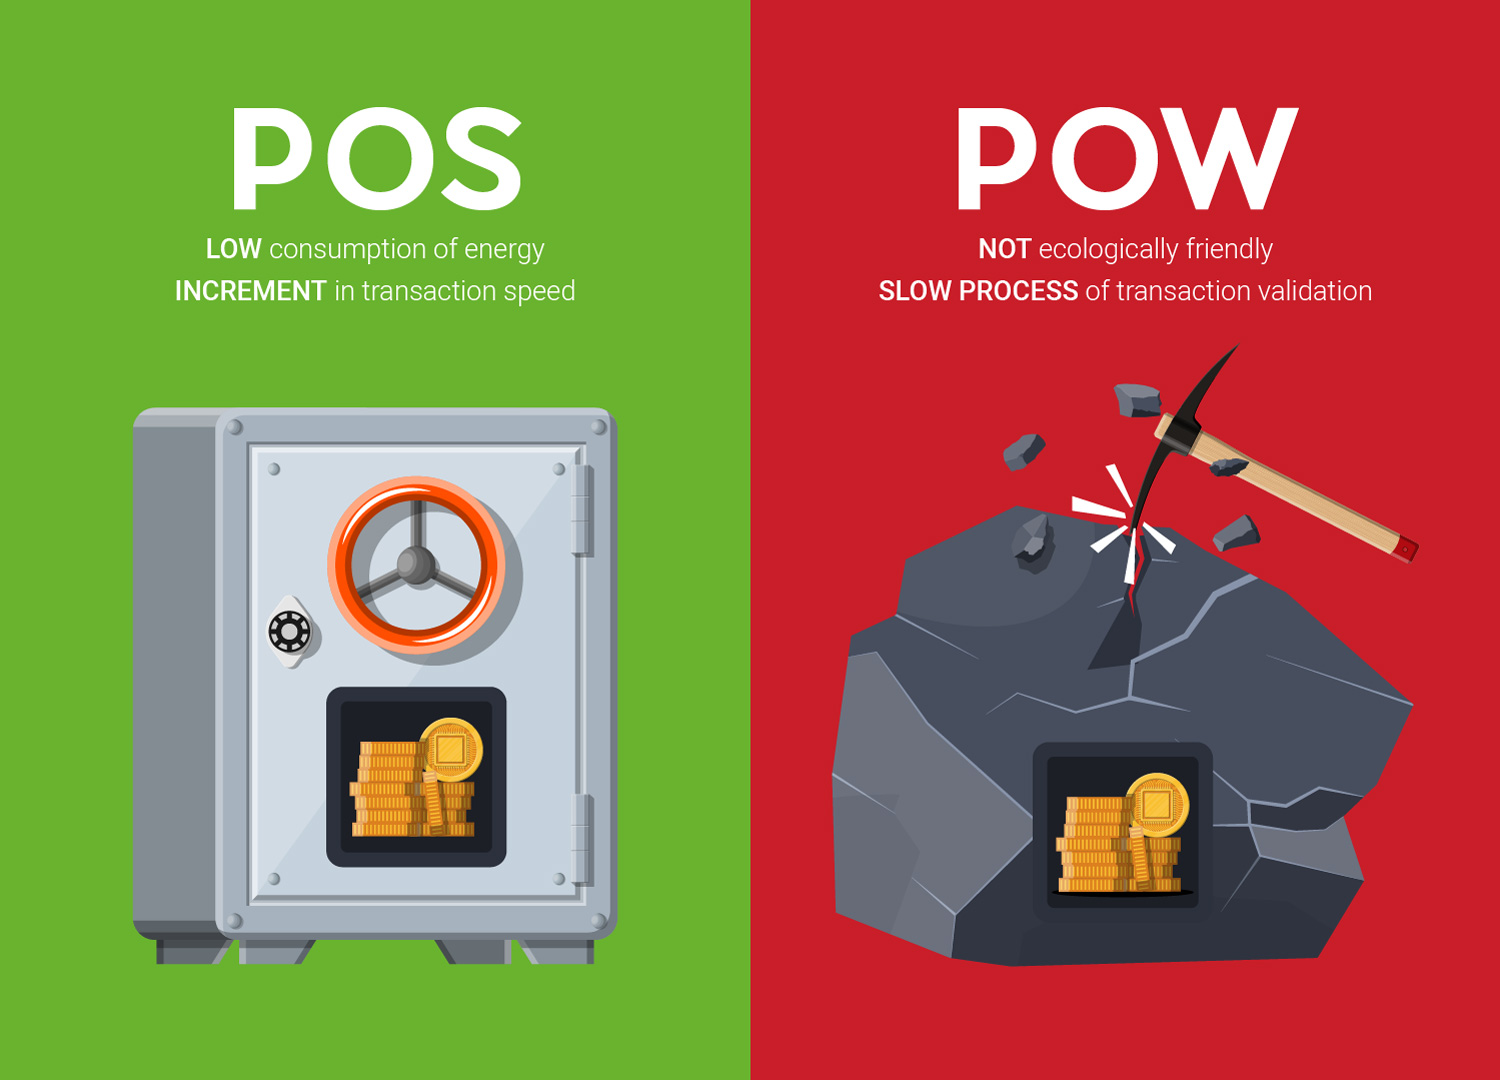 POS
LOW consumption of energy
INCREMENT in transaction speed
POW
NOT ecologically friendly
SLOW PROCESS of transaction validation